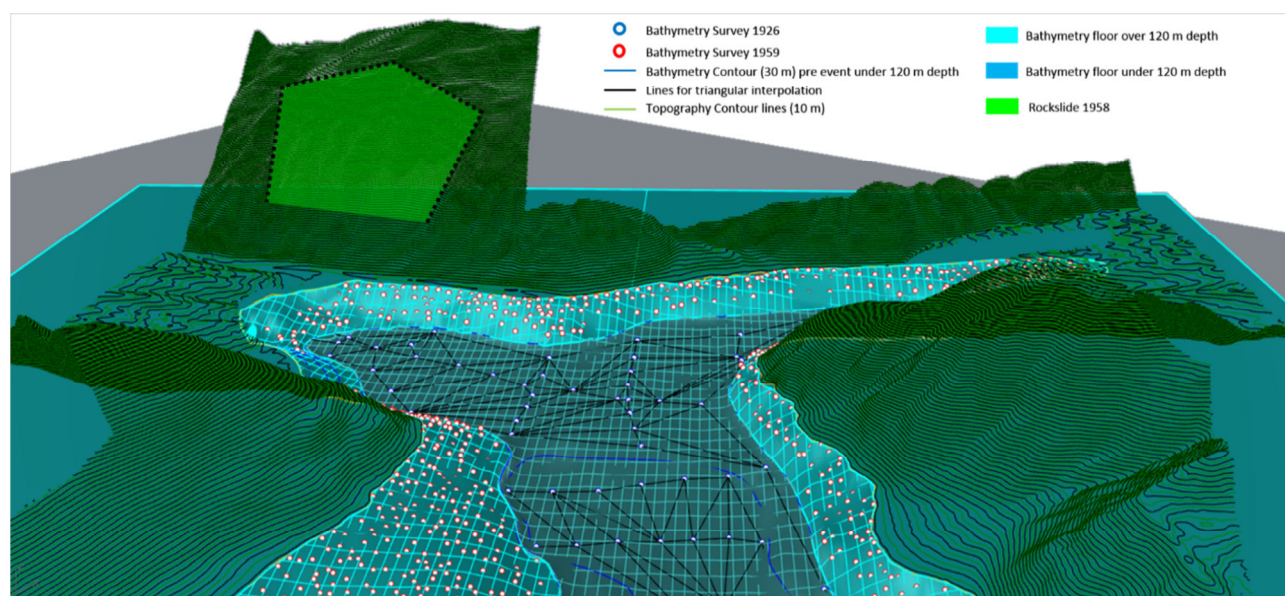 Bathymetry Survey 1926
Bathymetry Survey 1959
Bathymetry Contour (30 m) pre event under 120 m depth
Lines for triangular interpolation
Topography Contour lines (10 m)
Bathymetry floor over 120 m depth
Bathymetry floor under 120 m depth
Rockslide 1958